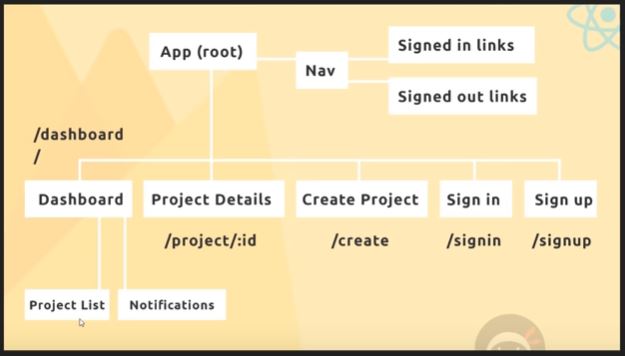 App (root)
Nav
Signed in links
Signed out links
/dashboard
/
Dashboard
Project Details
Create Project
Sign in
Sign up
/project/:id
/create
/signin
/signup
Project List
Notifications